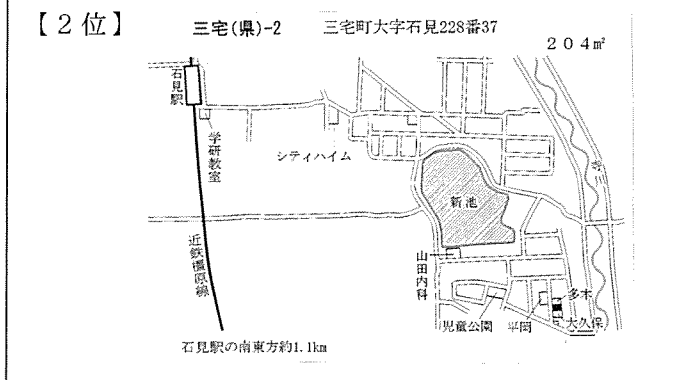 【２位】
三宅(県)-2 三宅町大字石見228番37
２０４㎡
石見駅
学研教室
シティハイム
新池
寺川
近鉄橿原線
山田内科
児童公園
平岡
多木
大久保
石見駅の南東方約1.1km